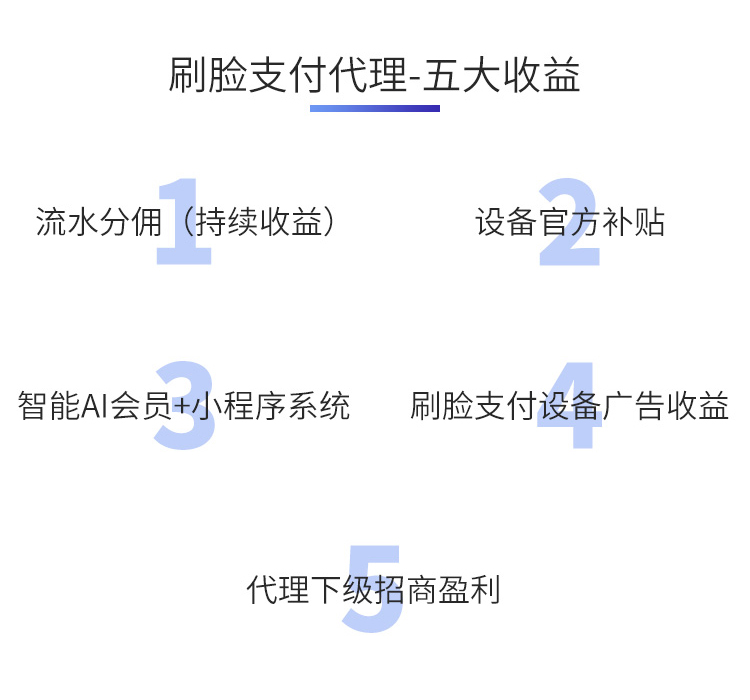 刷脸支付代理-五大收益
1
流水分佣（持续收益）
2
设备官方补贴
3
智能AI会员+小程序系统
4
刷脸支付设备广告收益
5
代理下级招商盈利